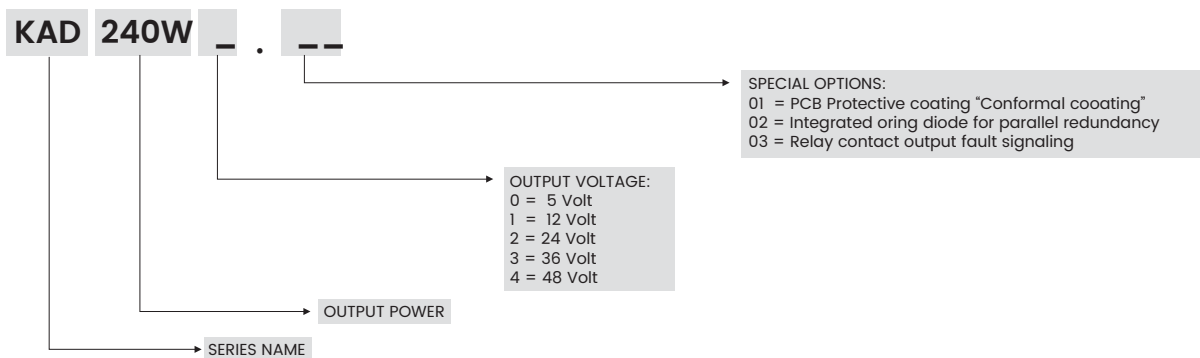 KAD 240W _ . _ _
SPECIAL OPTIONS:
01 = PCB Protective coating “Conformal cooating”
02 = Integrated oring diode for parallel redundancy
03 = Relay contact output fault signaling
OUTPUT VOLTAGE:
0 = 5 Volt
1 = 12 Volt
2 = 24 Volt
3 = 36 Volt
4 = 48 Volt
OUTPUT POWER
SERIES NAME